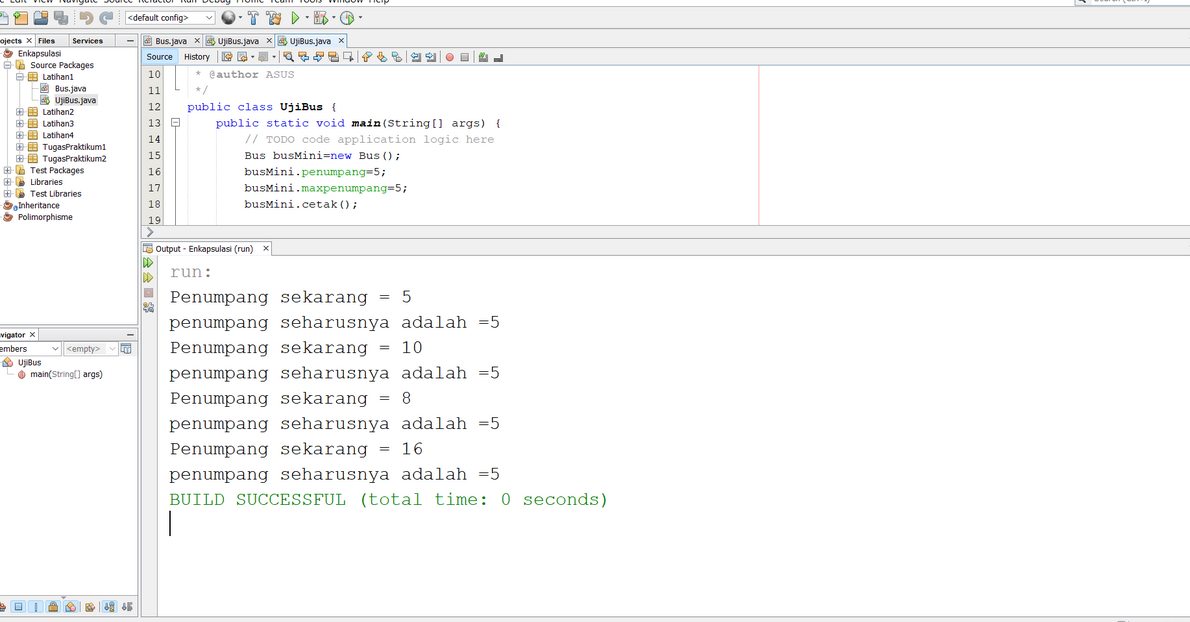 Edit View Navigate Source Refactor Run Debug Profile Team Tools Window Help
<default config>
Files
Services
Enkapsulasi
Source Packages
Latihan1
Bus.java
UjiBus.java
Latihan2
Latihan3
Latihan4
TugasPraktikum1
TugasPraktikum2
Test Packages
Libraries
Test Libraries
Inheritance
Polimorphisme
<empty>
UjiBus
main(String[] args)
Bus.java
UjiBus.java
UjiBus.java
Source
History
10 * @author ASUS
11 */
12 public class UjiBus {
13 public static void main(String[] args) {
14 // TODO code application logic here
15 Bus busMini=new Bus();
16 busMini.penumpang=5;
17 busMini.maxpenumpang=5;
18 busMini.cetak();
19
Output - Enkapsulasi (run)
run:
Penumpang sekarang = 5
penumpang seharusnya adalah =5
Penumpang sekarang = 10
penumpang seharusnya adalah =5
Penumpang sekarang = 8
penumpang seharusnya adalah =5
Penumpang sekarang = 16
penumpang seharusnya adalah =5
BUILD SUCCESSFUL (total time: 0 seconds)